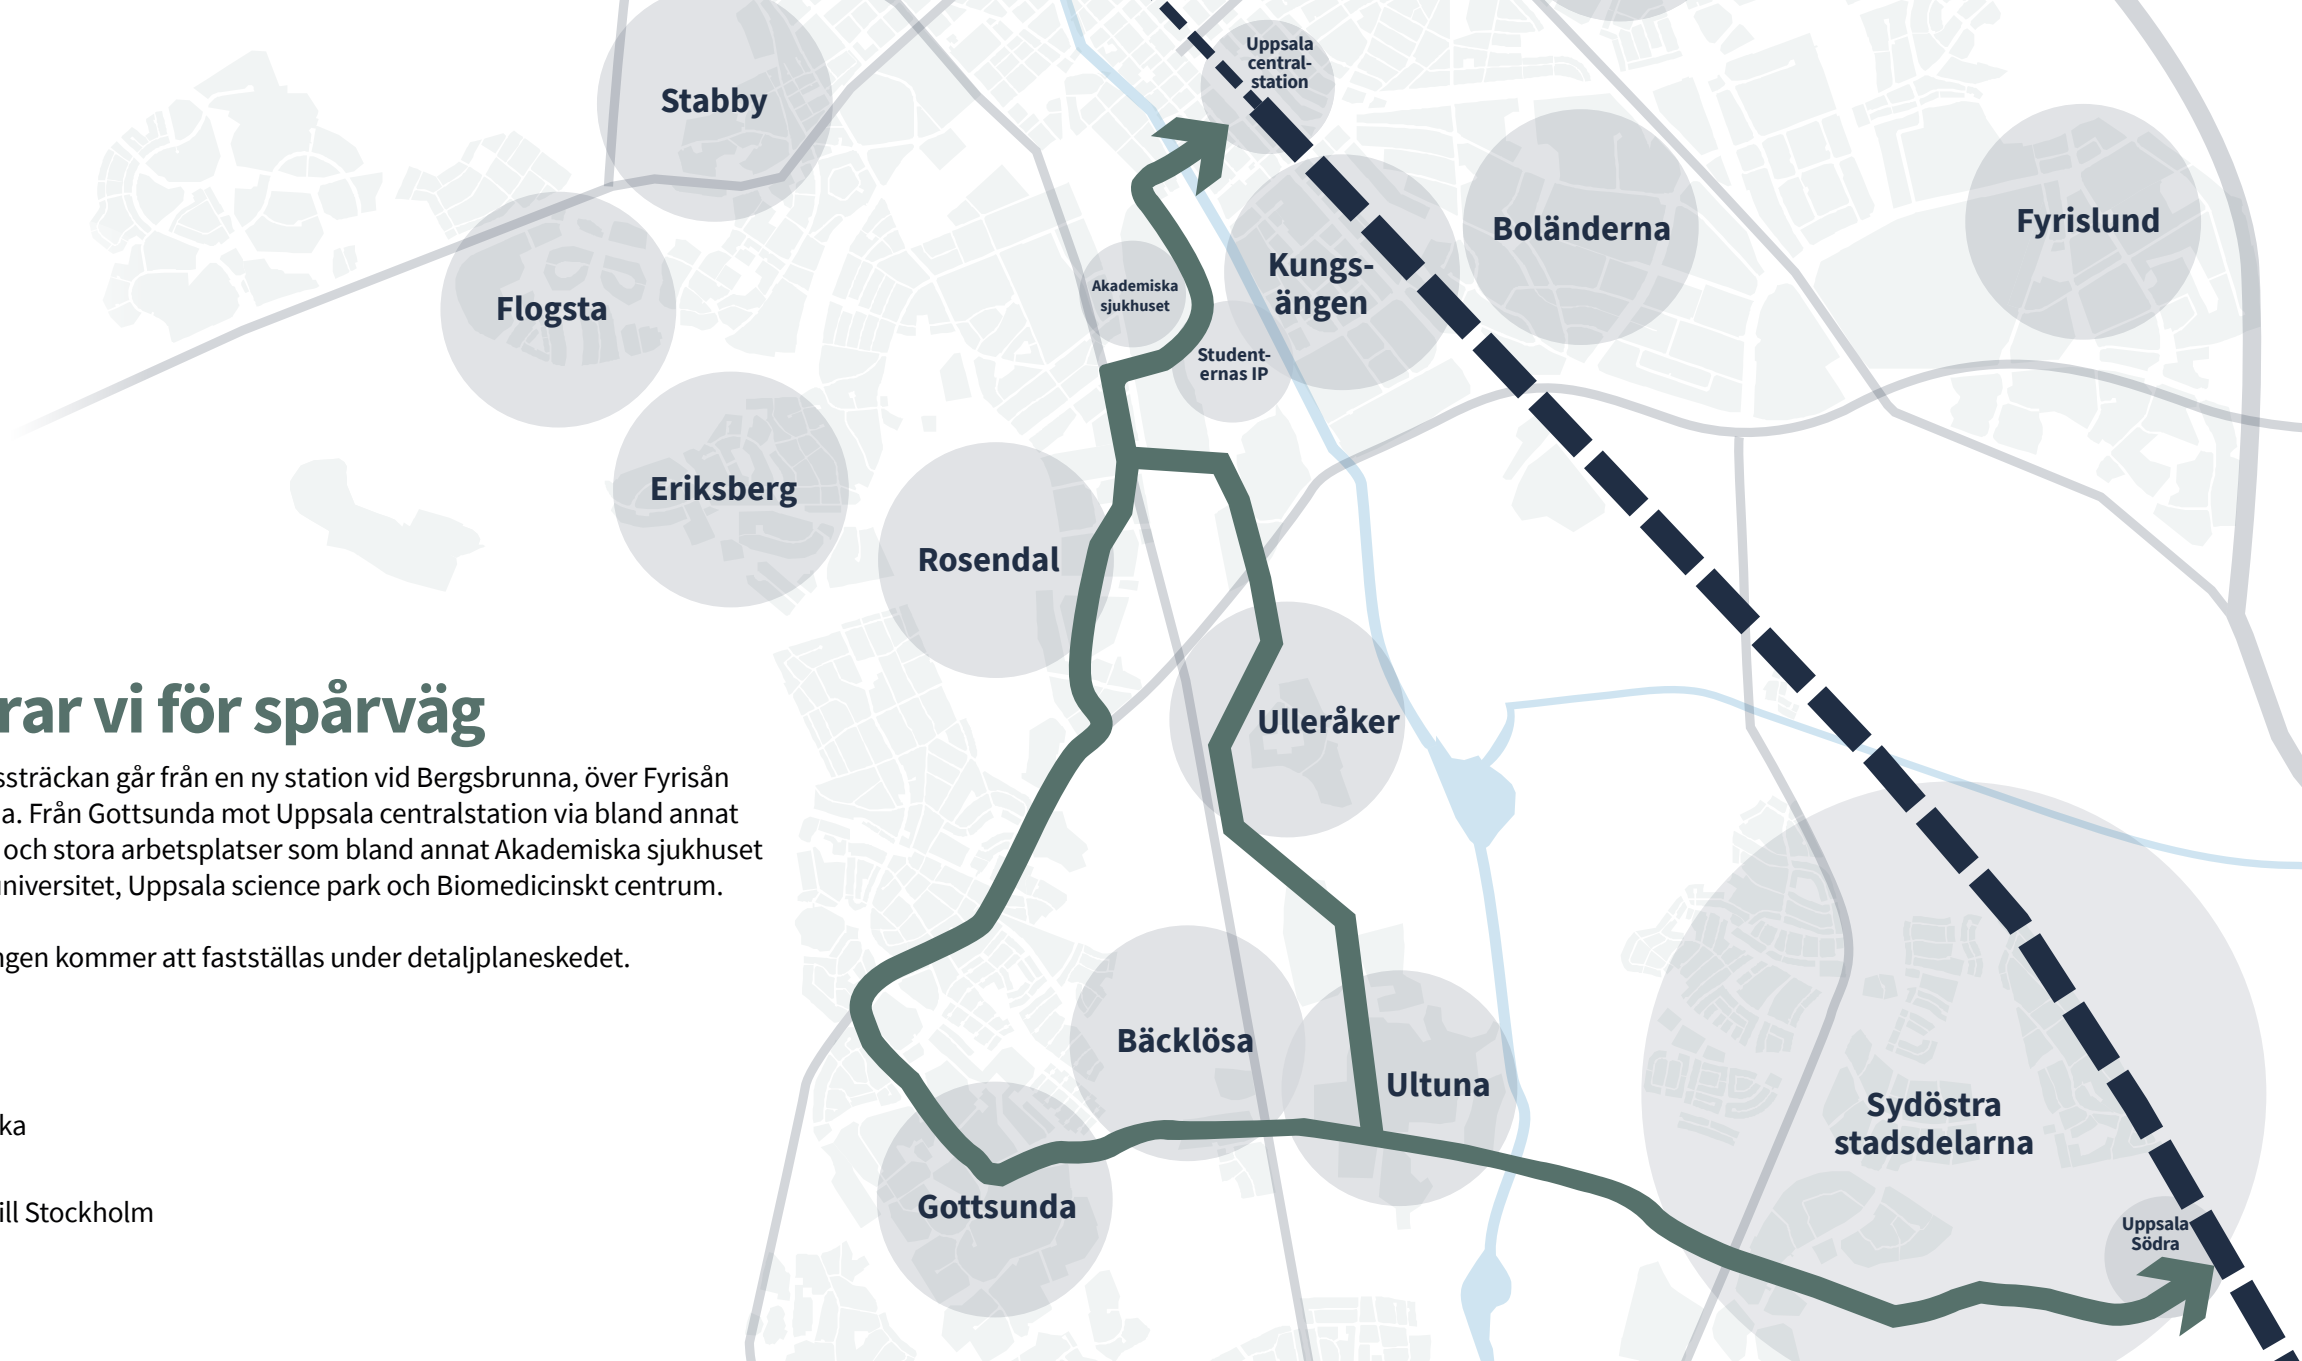 Uppsala
central-
station
Stabby
Fyrislund
Boländerna
Kungs-
ängen
Akademiska
sjukhuset
Flogsta
Student-
ernas IP
Eriksberg
Rosendal
Ulleråker
rar vi för spårväg
ssträckan går från en ny station vid Bergsbrunna, över Fyrisån
a. Från Gottsunda mot Uppsala centralstation via bland annat
och stora arbetsplatser som bland annat Akademiska sjukhuset
universitet, Uppsala science park och Biomedicinskt centrum.
ngen kommer att fastställas under detaljplaneskedet.
Bäcklösa
Ultuna
Sydöstra
stadsdelarna
ka
Gottsunda
till Stockholm
Uppsala
Södra